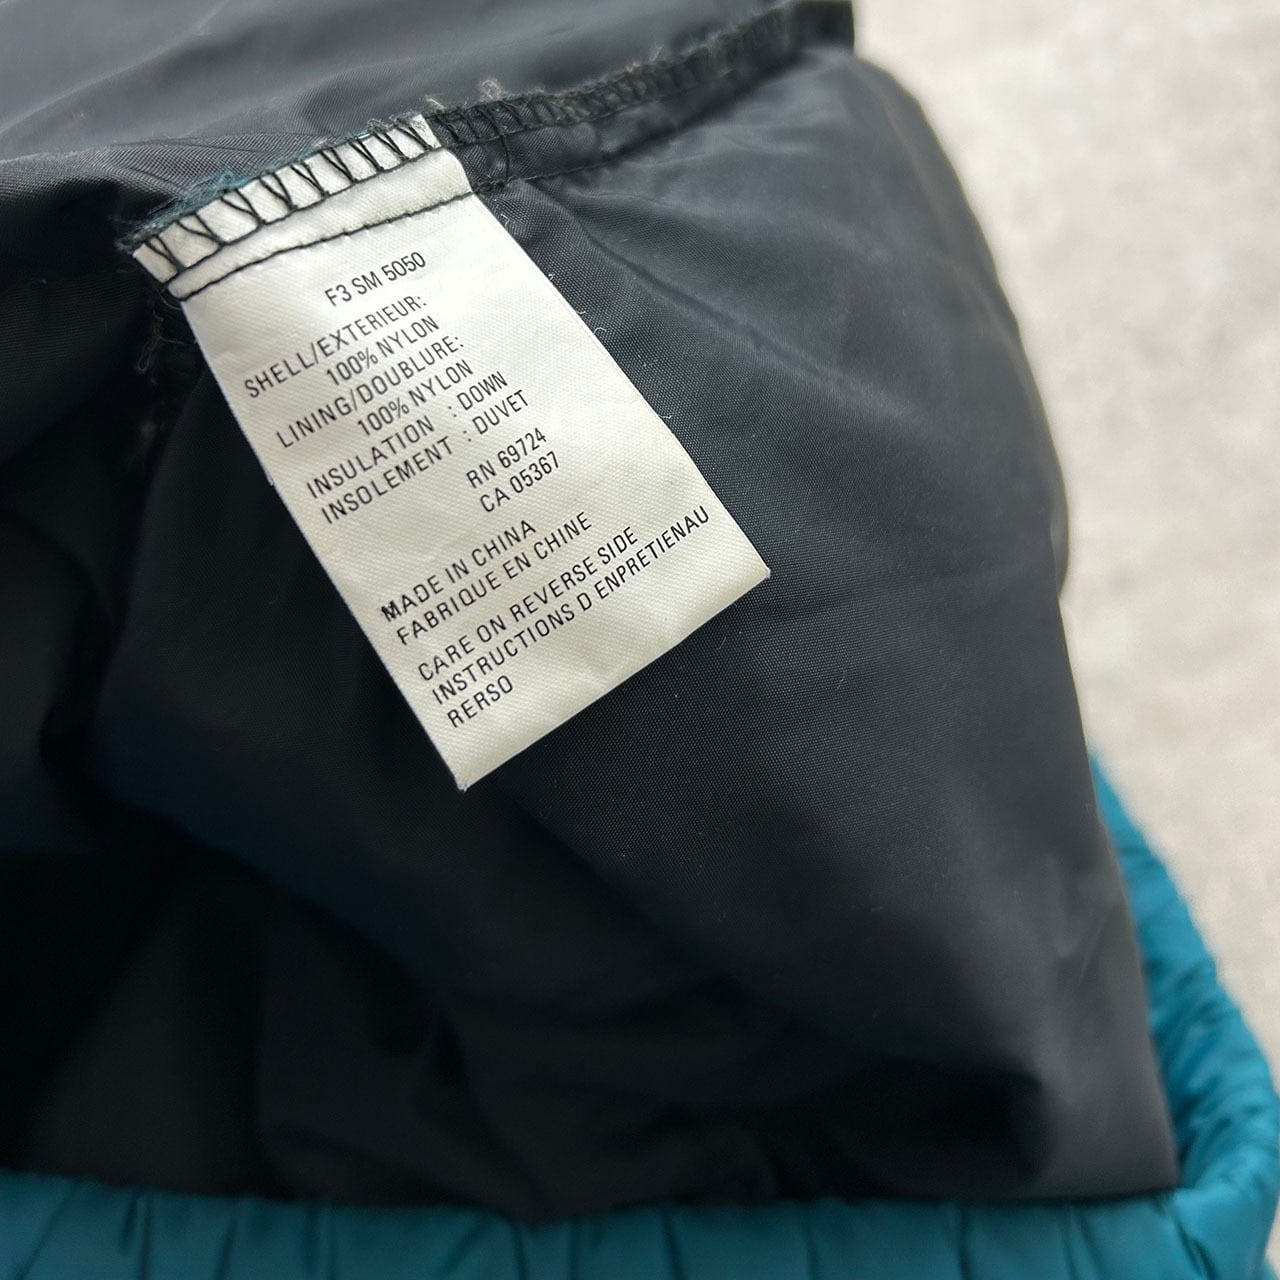 F3 SM 5050
SHELL/EXTERIEUR:
100% NYLON
LINING/DOUBLURE:
100% NYLON
INSULATION : DOWN
INSOLEMENT : DUVET
RN 69724
CA 05367
MADE IN CHINA
FABRIQUE EN CHINE
CARE ON REVERSE SIDE
INSTRUCTIONS D ENPRETIENAU
RERSO